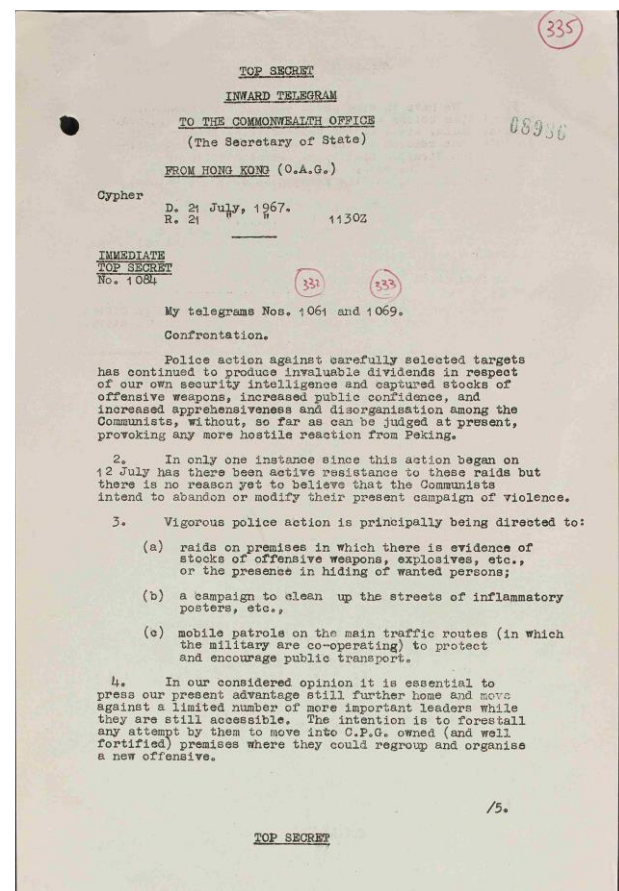 335
TOP SECRET
INWARD TELEGRAM
TO THE COMMONWEALTH OFFICE
08986
(The Secretary of State)
FROM HONG KONG (O.A.G.)
Cypher
D. 21 July, 1967.
R. 21 " " 1130Z
IMMEDIATE
TOP SECRET
No. 1084
332 333
My telegrams Nos. 1061 and 1069.
Confrontation.
Police action against carefully selected targets
has continued to produce invaluable dividends in respect
of our own security intelligence and captured stocks of
offensive weapons, increased public confidence, and
increased apprehensiveness and disorganisation among the
Communists, without, so far as can be judged at present,
provoking any more hostile reaction from Peking.
2. In only one instance since this action began on
12 July has there been active resistance to these raids but
there is no reason yet to believe that the Communists
intend to abandon or modify their present campaign of violence.
3. Vigorous police action is principally being directed to:
(a) raids on premises in which there is evidence of
stocks of offensive weapons, explosives, etc.,
or the presence in hiding of wanted persons;
(b) a campaign to clean up the streets of inflammatory
posters, etc.,
(c) mobile patrols on the main traffic routes (in which
the military are co-operating) to protect
and encourage public transport.
4. In our considered opinion it is essential to
press our present advantage still further home and move
against a limited number of more important leaders while
they are still accessible. The intention is to forestall
any attempt by them to move into C.P.G. owned (and well
fortified) premises where they could regroup and organise
a new offensive.
/5.
TOP SECRET